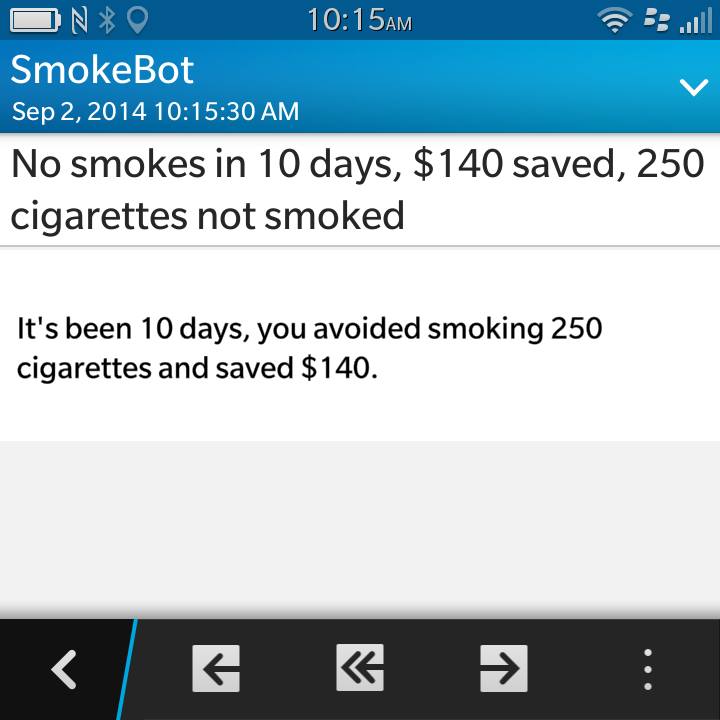 10:15AM
SmokeBot
Sep 2, 2014 10:15:30 AM
No smokes in 10 days, $140 saved, 250
cigarettes not smoked
It's been 10 days, you avoided smoking 250
cigarettes and saved $140.